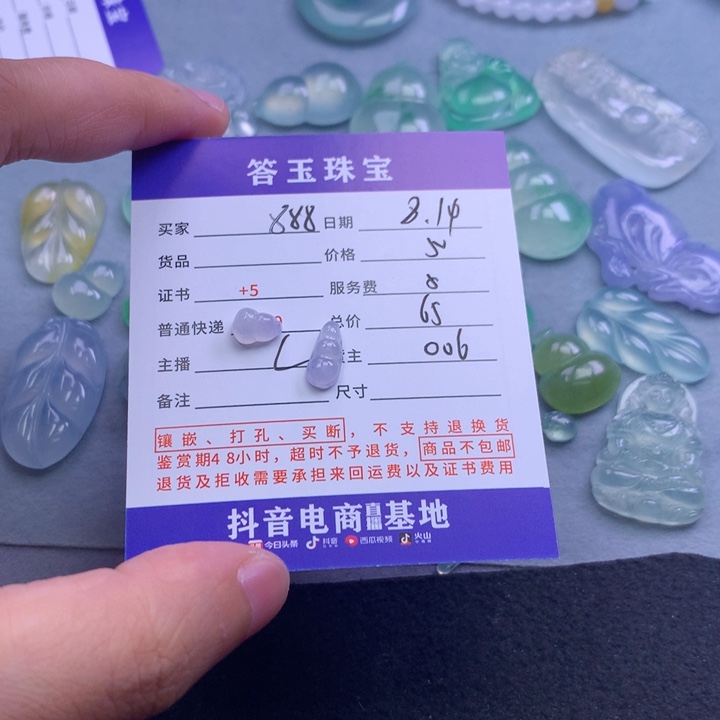 答玉珠宝
买家 888 日期 8.14
货品 价格
证书 +5 服务费 8
普通快递 总价 65
主播 货主 006
备注 尺寸
镶嵌、打孔、买断，不支持退换货
鉴赏期48小时，超时不予退货，商品不包邮
退货及拒收需要承担来回运费以及证书费用
抖音电商直播基地
今日头条 抖音 西瓜视频 火山